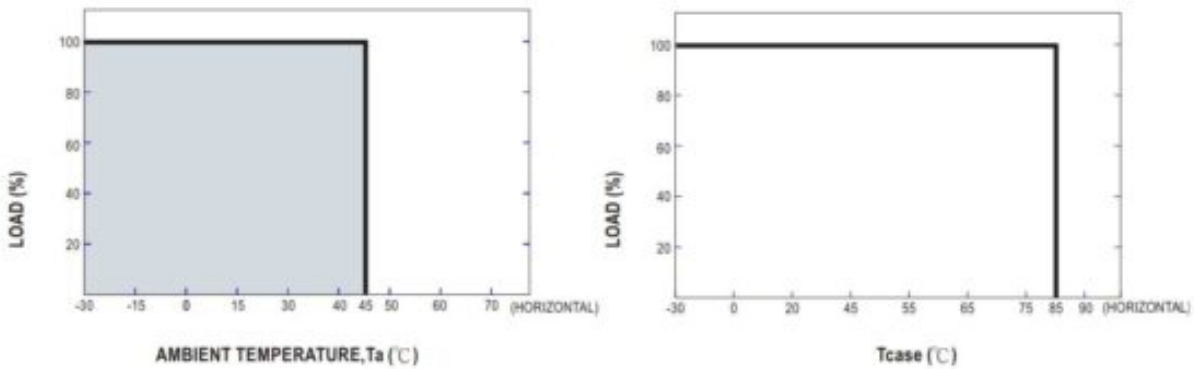 100
80
60
40
20
LOAD (%)
-30 -15 0 15 30 40 45 50 60 70 (HORIZONTAL)
AMBIENT TEMPERATURE,Ta (℃)
100
80
60
40
20
LOAD (%)
-30 0 20 45 55 65 75 85 90 (HORIZONTAL)
Tcase (℃)